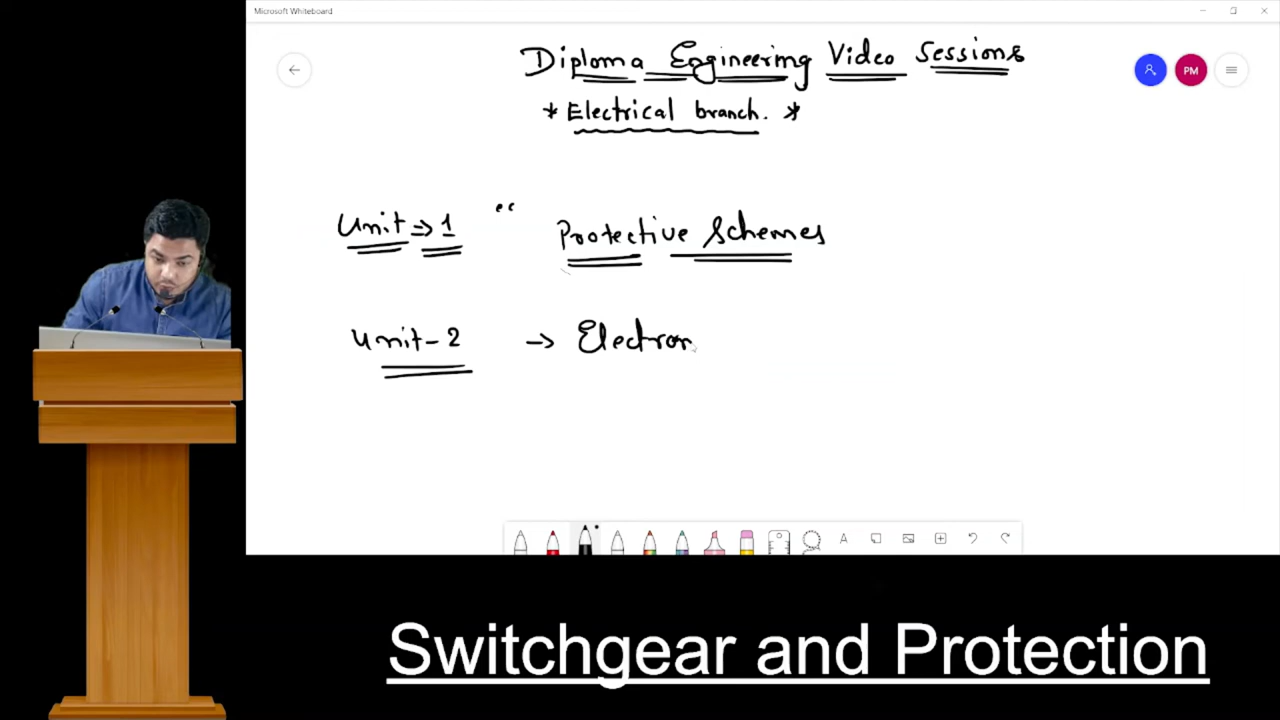 Microsoft Whiteboard
Diploma Engineering Video Sessions
* Electrical branch. *
PM
Unit ⇒ 1 " Protective Schemes
Unit - 2 → Electron
A
Switchgear and Protection